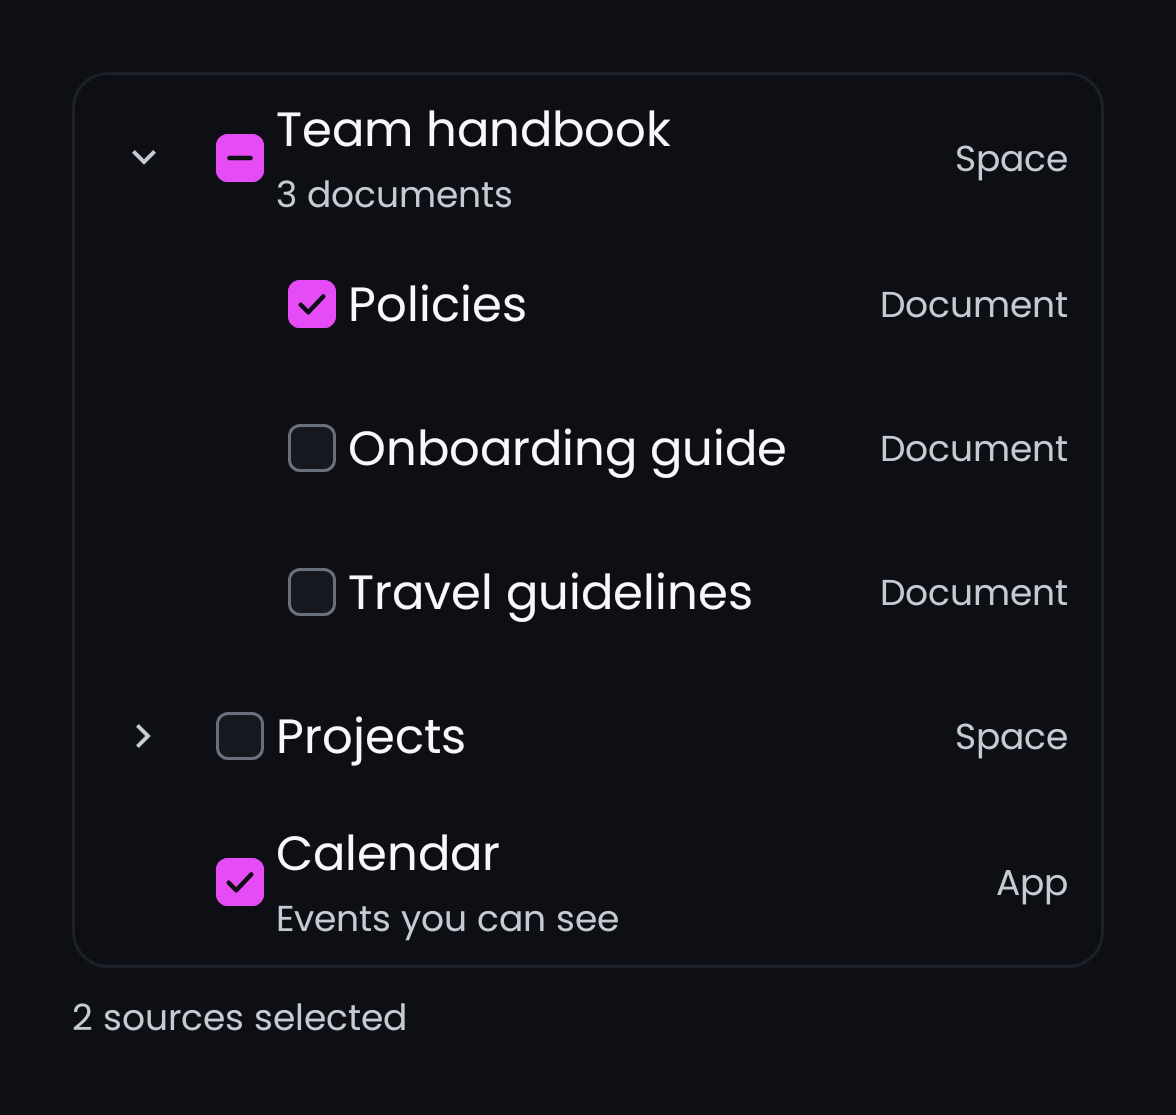 Team handbook
Space
3 documents
Policies
Document
Onboarding guide
Document
Travel guidelines
Document
Projects
Space
Calendar
App
Events you can see
2 sources selected